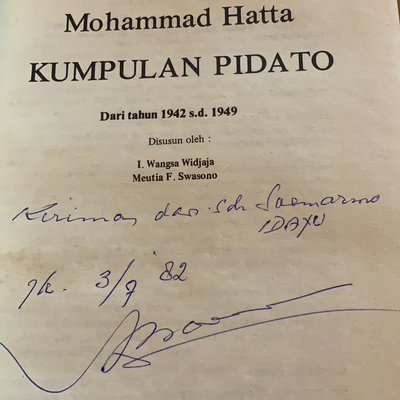 Mohammad Hatta
KUMPULAN PIDATO
Dari tahun 1942 s.d. 1949
Disusun oleh :
I. Wangsa Widjaja
Meutia F. Swasono
Kiriman dari Sdr Soemarmo
IDAYU
Jk. 3/7 '82